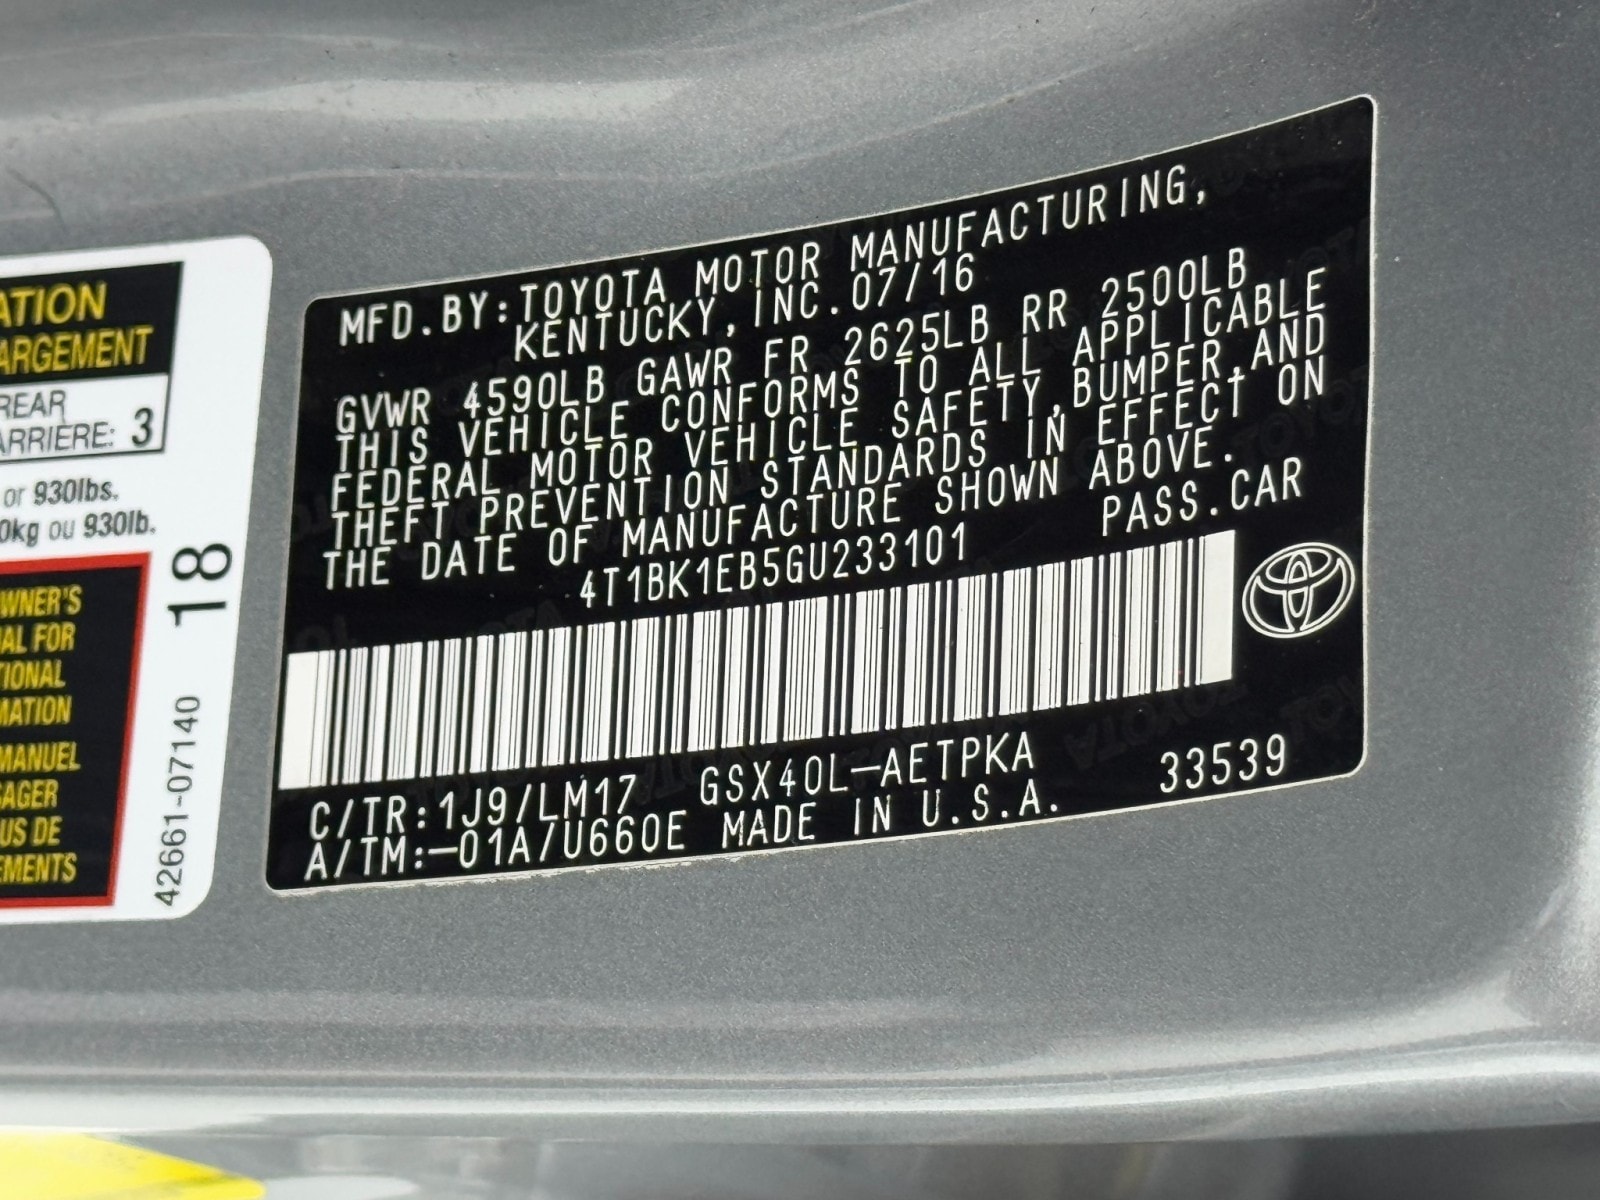 ATION
ARGEMENT
REAR
ARRIÈRE: 3
or 930lbs.
0kg ou 930lb.
WNER'S
AL FOR
TIONAL
MATION
MANUEL
AGER
US DE
EMENTS
18
42661-07140
MFD.BY:TOYOTA MOTOR MANUFACTURING,
KENTUCKY,INC.07/16
GVWR 4590LB GAWR FR 2625LB RR 2500LB
THIS VEHICLE CONFORMS TO ALL APPLICABLE
FEDERAL MOTOR VEHICLE SAFETY,BUMPER,AND
THEFT PREVENTION STANDARDS IN EFFECT ON
THE DATE OF MANUFACTURE SHOWN ABOVE.
4T1BK1EB5GU233101 PASS.CAR
C/TR:1J9/LM17 GSX40L-AETPKA 33539
A/TM:-01A/U660E MADE IN U.S.A.